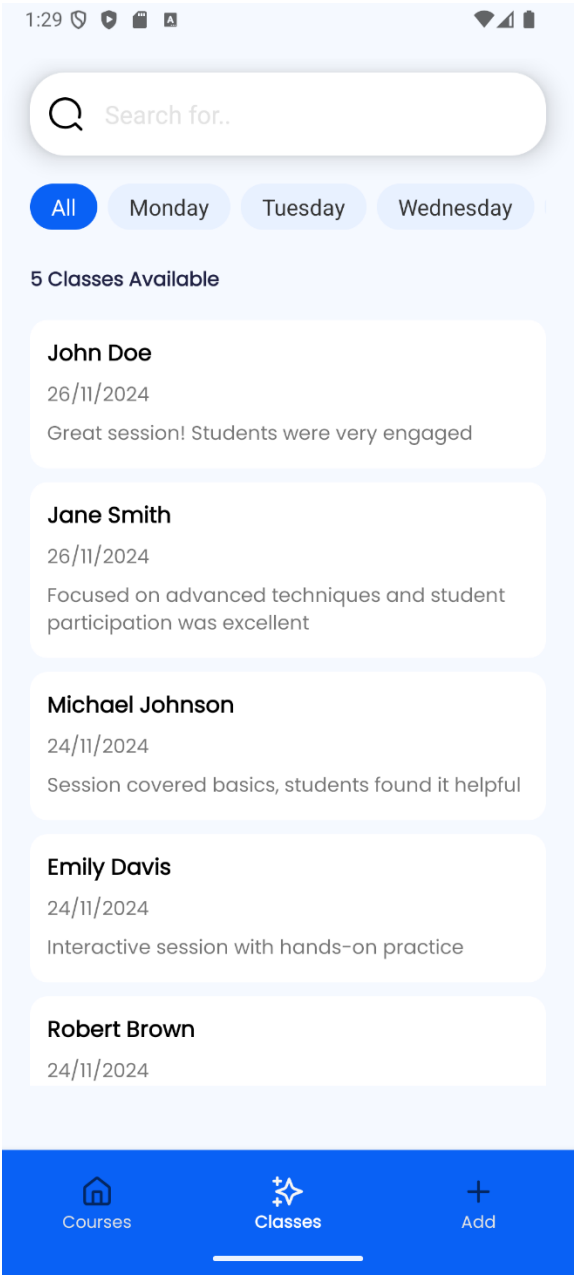 1:29
Search for..
All Monday Tuesday Wednesday
5 Classes Available
John Doe
26/11/2024
Great session! Students were very engaged
Jane Smith
26/11/2024
Focused on advanced techniques and student
participation was excellent
Michael Johnson
24/11/2024
Session covered basics, students found it helpful
Emily Davis
24/11/2024
Interactive session with hands-on practice
Robert Brown
24/11/2024
Courses Classes Add